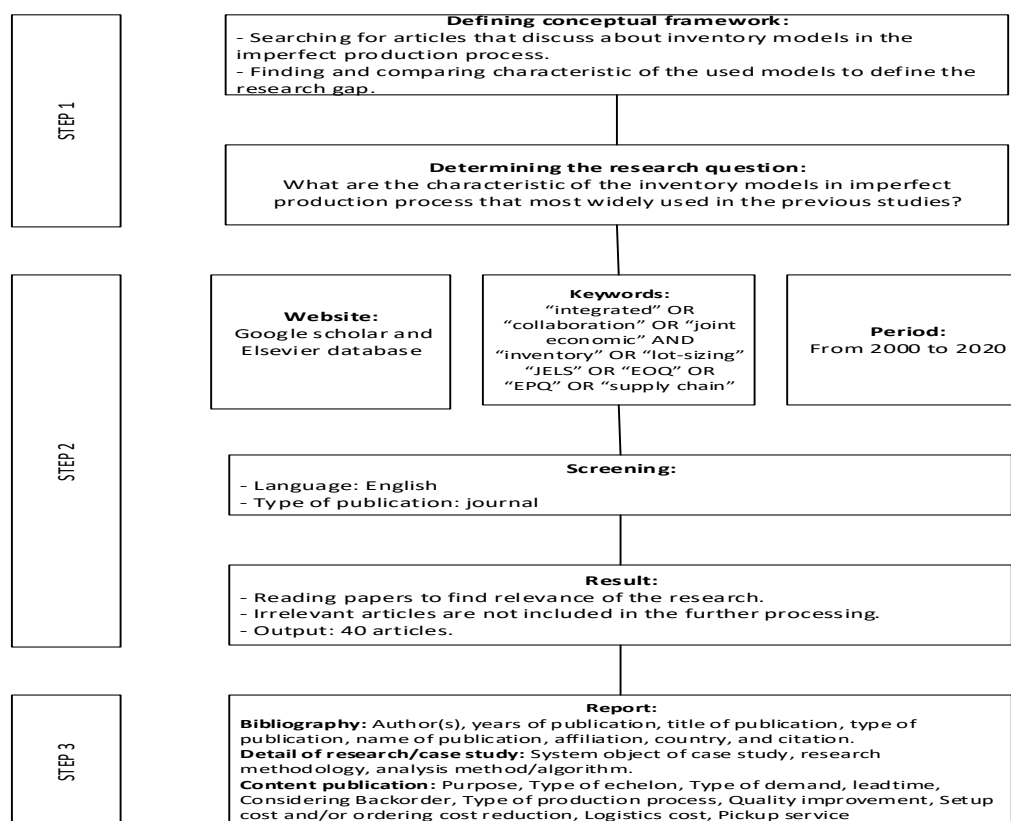 STEP 1
Defining conceptual framework:
- Searching for articles that discuss about inventory models in the
imperfect production process.
- Finding and comparing characteristic of the used models to define the
research gap.
Determining the research question:
What are the characteristic of the inventory models in imperfect
production process that most widely used in the previous studies?
STEP 2
Website:
Google scholar and
Elsevier database
Keywords:
“integrated” OR
“collaboration” OR “joint
economic” AND
“inventory” OR “lot-sizing”
“JELS” OR “EOQ” OR
“EPQ” OR “supply chain”
Period:
From 2000 to 2020
Screening:
- Language: English
- Type of publication: journal
Result:
- Reading papers to find relevance of the research.
- Irrelevant articles are not included in the further processing.
- Output: 40 articles.
STEP 3
Report:
Bibliography: Author(s), years of publication, title of publication, type of
publication, name of publication, affiliation, country, and citation.
Detail of research/case study: System object of case study, research
methodology, analysis method/algorithm.
Content publication: Purpose, Type of echelon, Type of demand, leadtime,
Considering Backorder, Type of production process, Quality improvement, Setup
cost and/or ordering cost reduction, Logistics cost, Pickup service